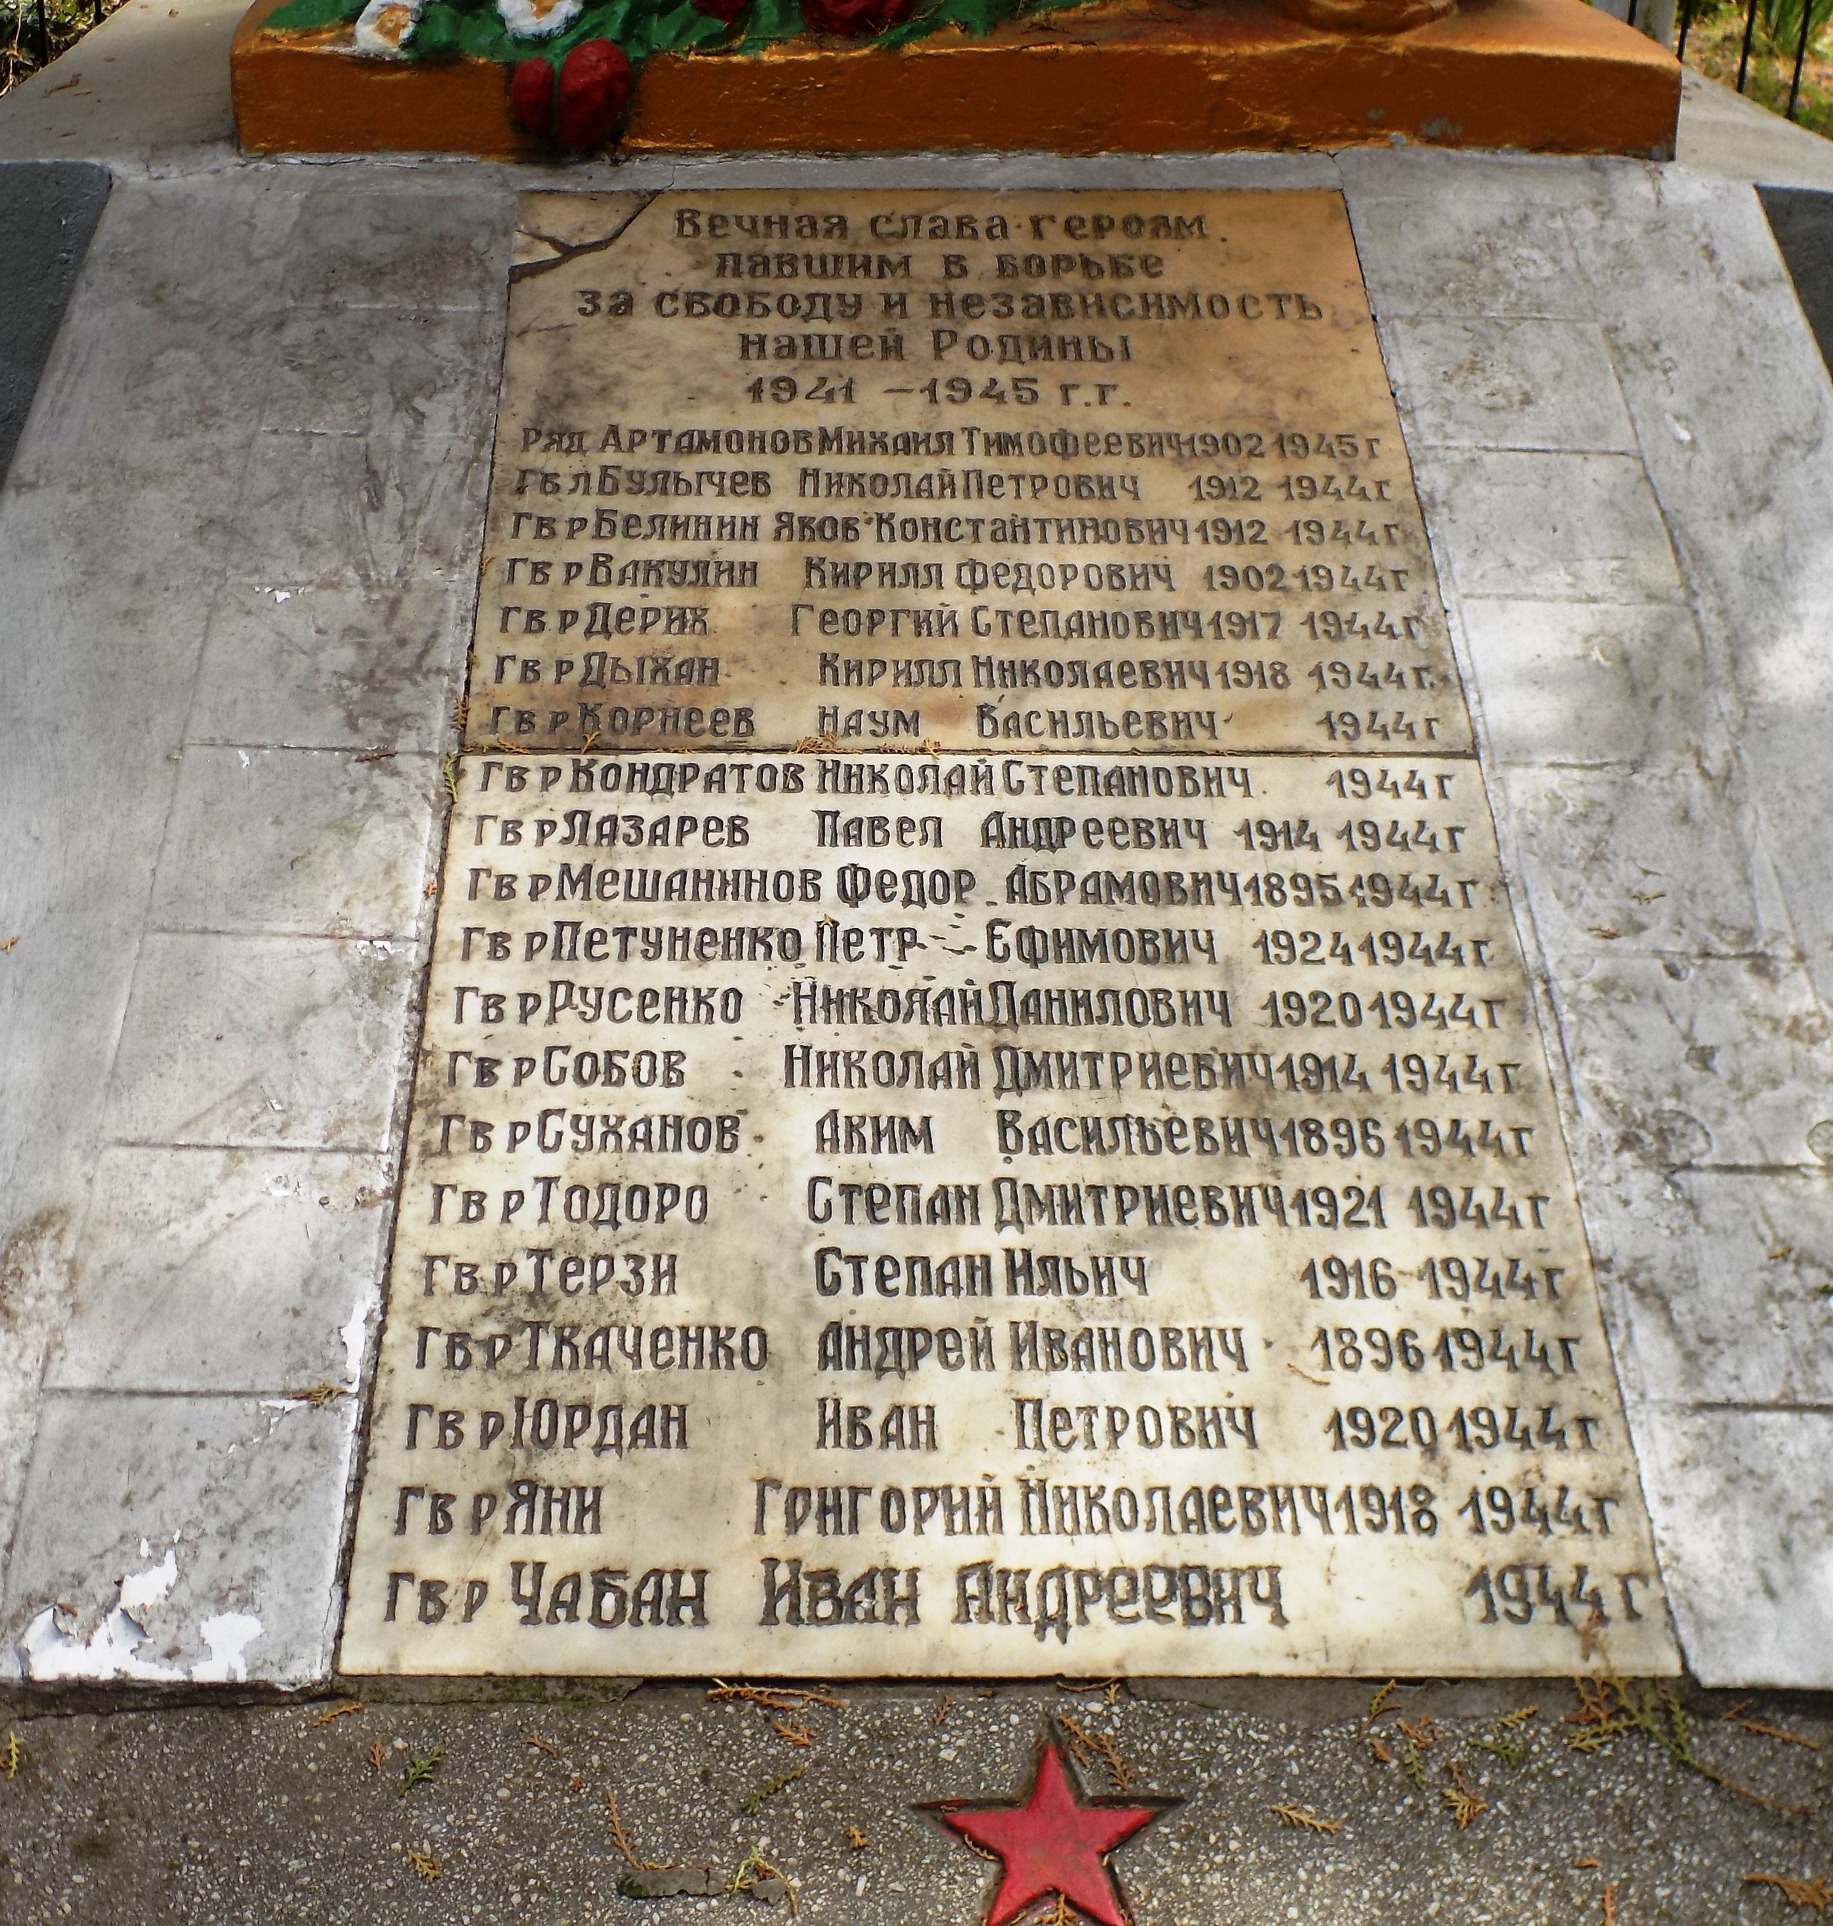 Вечная слава героям
павшим в борьбе
за свободу и независимость
нашей Родины
1941 – 1945 г.г.
Ряд Артамонов Михаил Тимофеевич 1902 1945 г
Гв л Булычев Николай Петрович 1912 1944 г
Гв р Белинин Яков Константинович 1912 1944 г
Гв р Вакулин Кирилл Федорович 1902 1944 г
Гв р Дерих Георгий Степанович 1917 1944 г
Гв р Дыхан Кирилл Николаевич 1918 1944 г.
Гв р Корнеев Наум Васильевич 1944 г
Гв р Кондратов Николай Степанович 1944 г
Гв р Лазарев Павел Андреевич 1914 1944 г
Гв р Мешанинов Федор Абрамович 1895 1944 г
Гв р Петуненко Петр Ефимович 1924 1944 г
Гв р Русенко Николай Данилович 1920 1944 г
Гв р Собов Николай Дмитриевич 1914 1944 г
Гв р Суханов Аким Васильевич 1896 1944 г
Гв р Тодоро Степан Дмитриевич 1921 1944 г
Гв р Терзи Степан Ильич 1916 1944 г
Гв р Ткаченко Андрей Иванович 1896 1944 г
Гв р Юрдан Иван Петрович 1920 1944 г
Гв р Яни Григорий Николаевич 1918 1944 г
Гв р Чабан Иван Андреевич 1944 г